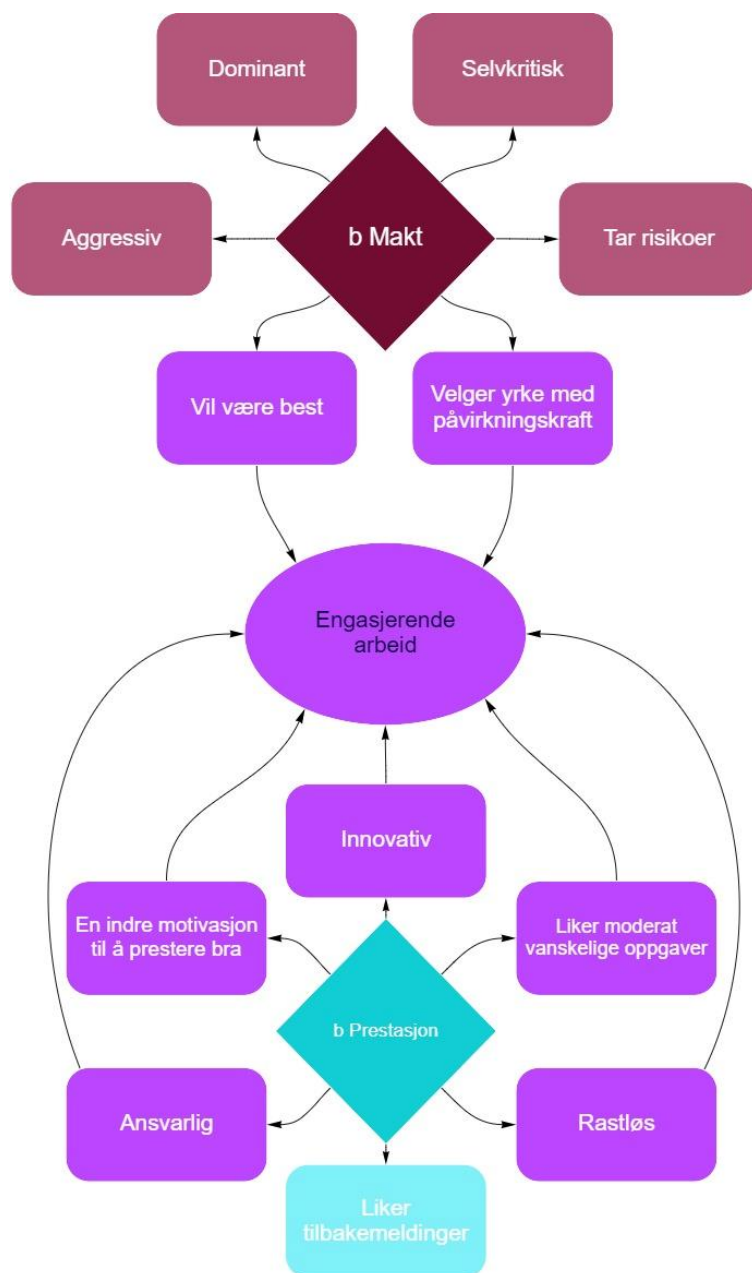 Dominant
Selvkritisk
b Makt
Aggressiv
Tar risikoer
Vil være best
Velger yrke med
påvirkningskraft
Engasjerende
arbeid
Innovativ
En indre motivasjon
til å prestere bra
Liker moderat
vanskelige oppgaver
b Prestasjon
Ansvarlig
Rastløs
Liker
tilbakemeldinger